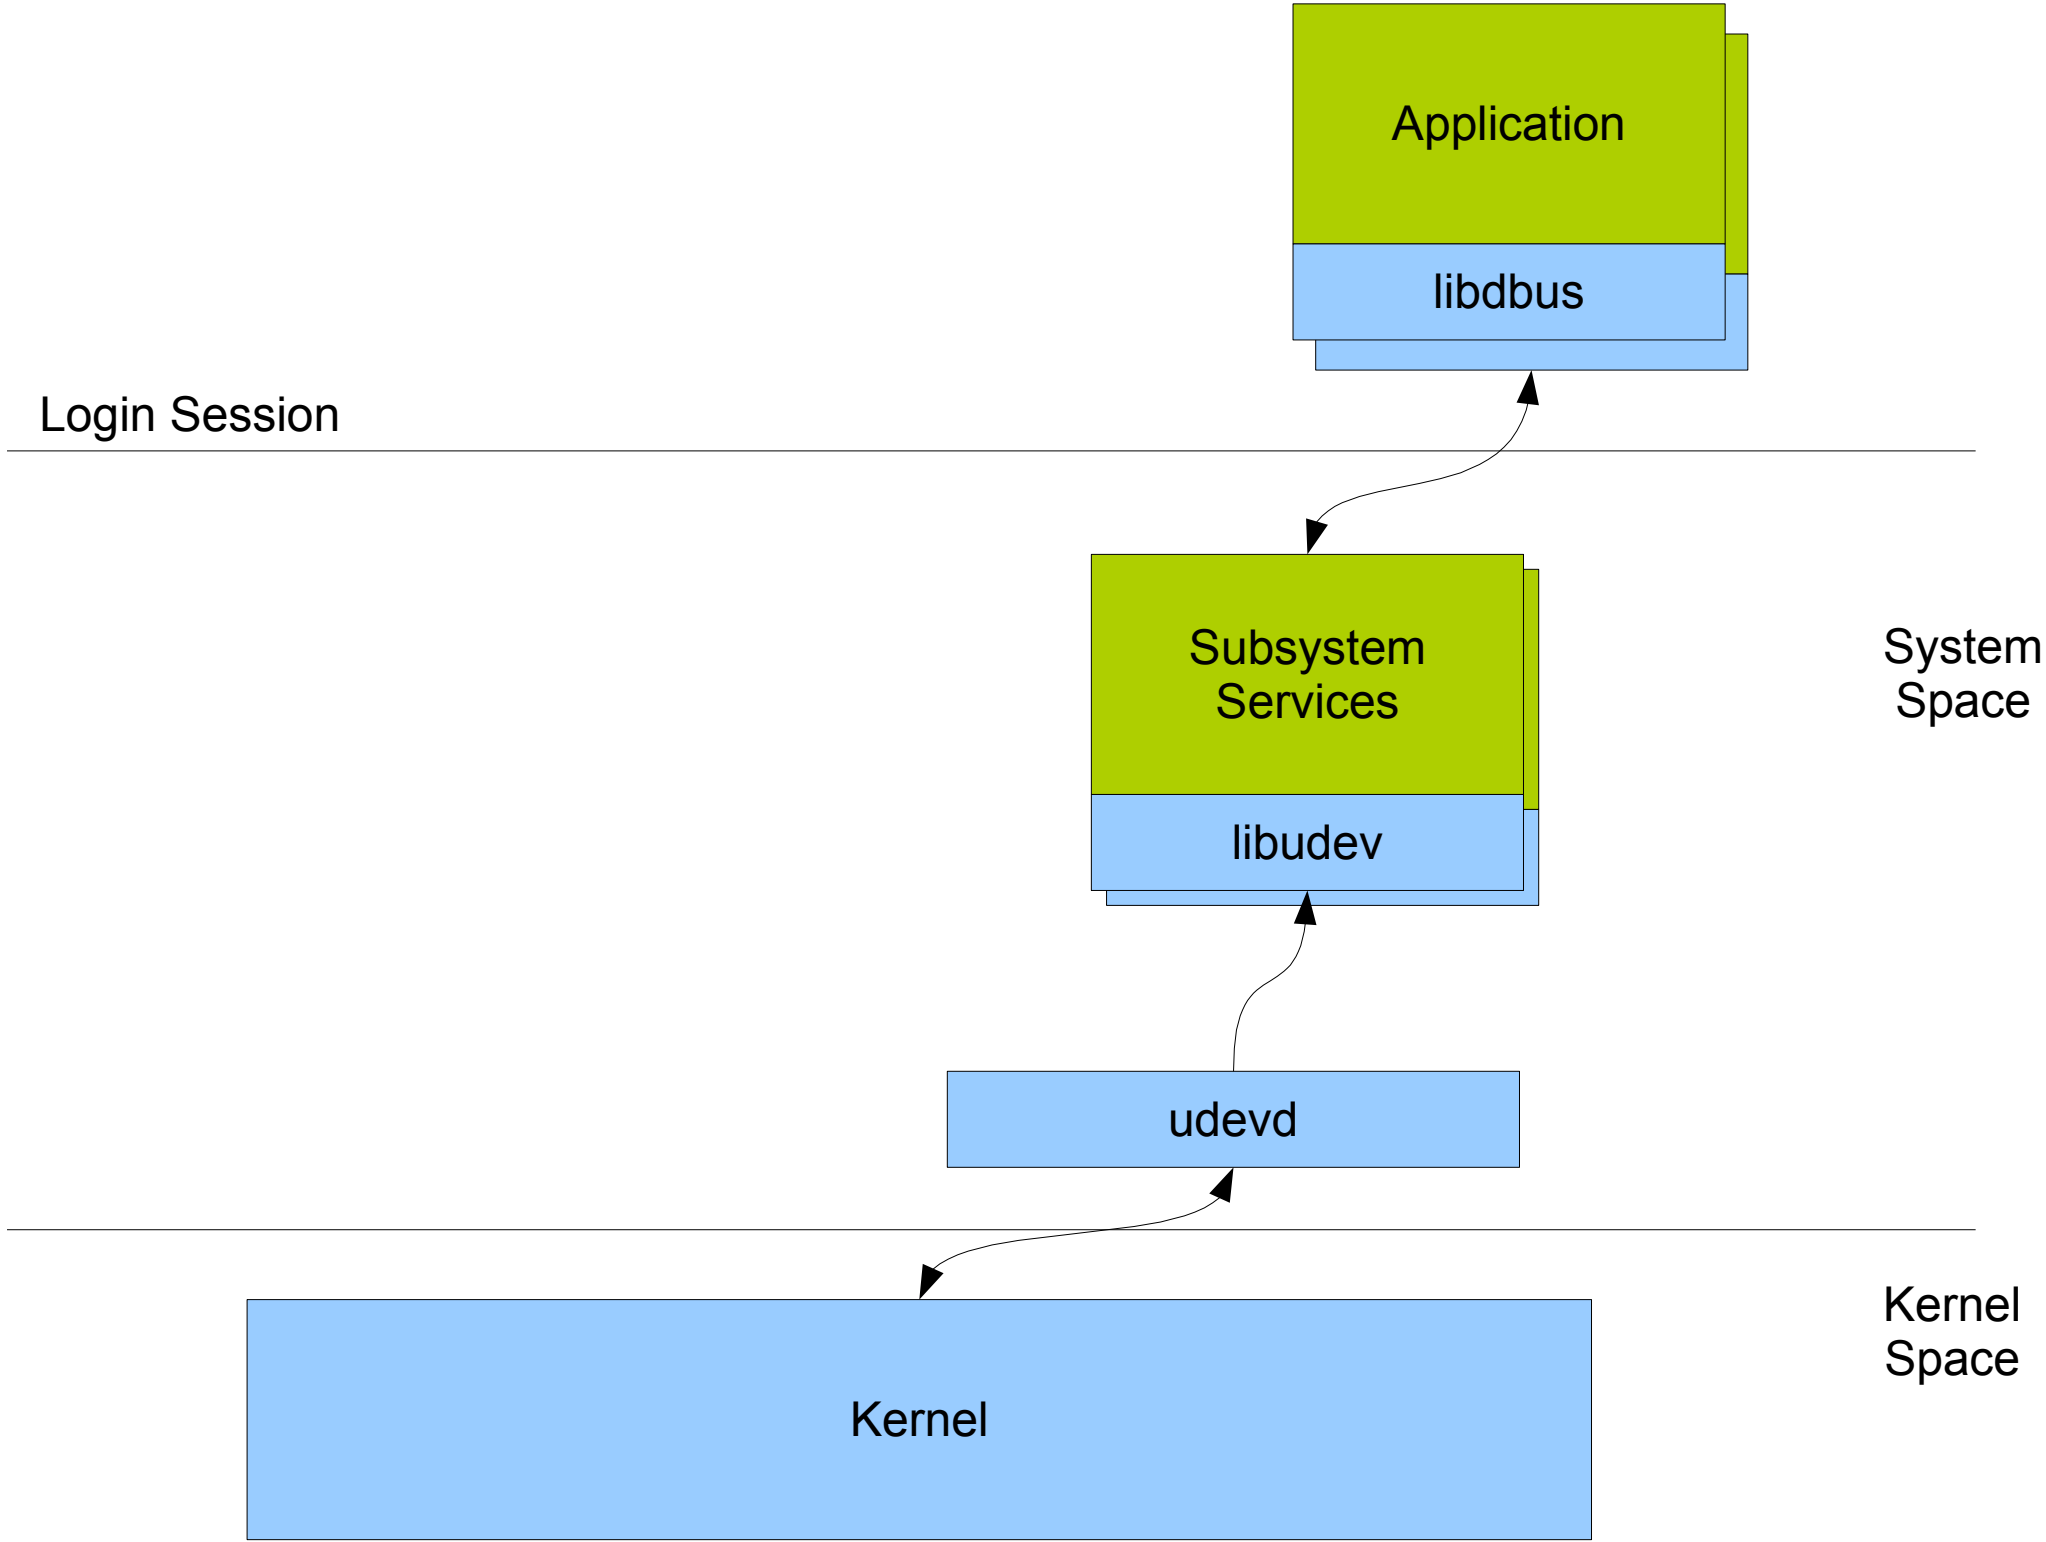 Application
libdbus
Login Session
Subsystem
Services
System
Space
libudev
udevd
Kernel
Space
Kernel